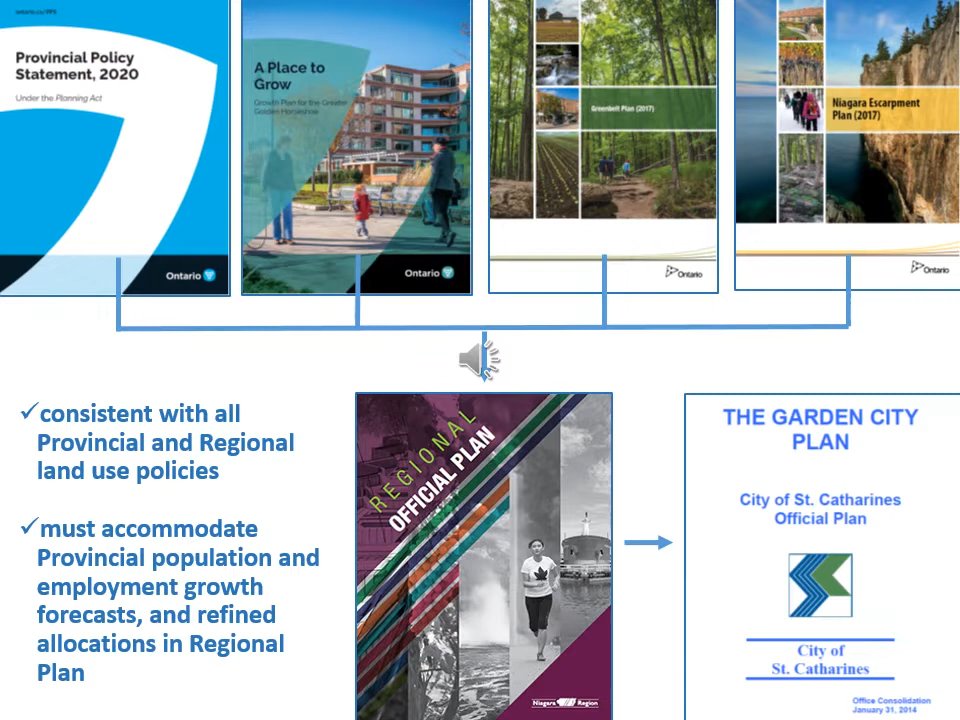 ontario.ca/PPS
Provincial Policy
Statement, 2020
Under the Planning Act
Ontario
A Place to
Grow
Growth Plan for the Greater
Golden Horseshoe
Ontario
Greenbelt Plan (2017)
Ontario
Niagara Escarpment
Plan (2017)
Ontario
✓consistent with all
Provincial and Regional
land use policies
✓must accommodate
Provincial population and
employment growth
forecasts, and refined
allocations in Regional
Plan
REGIONAL
OFFICIAL PLAN
Niagara Region
THE GARDEN CITY
PLAN
City of St. Catharines
Official Plan
City of
St. Catharines
Office Consolidation
January 31, 2014